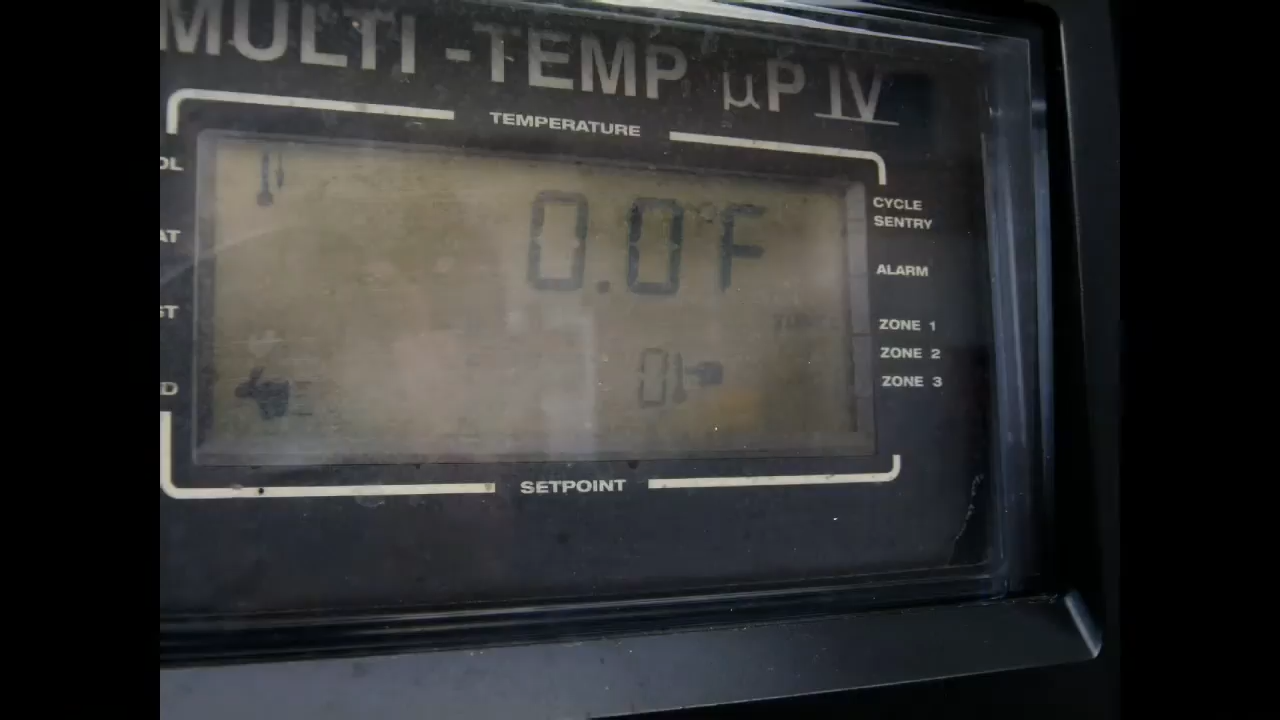 MULTI-TEMP µP IV
TEMPERATURE
OL
CYCLE
SENTRY
0.0°F
AT
ALARM
ST
ZONE 1
ZONE 2
01
D
ZONE 3
SETPOINT